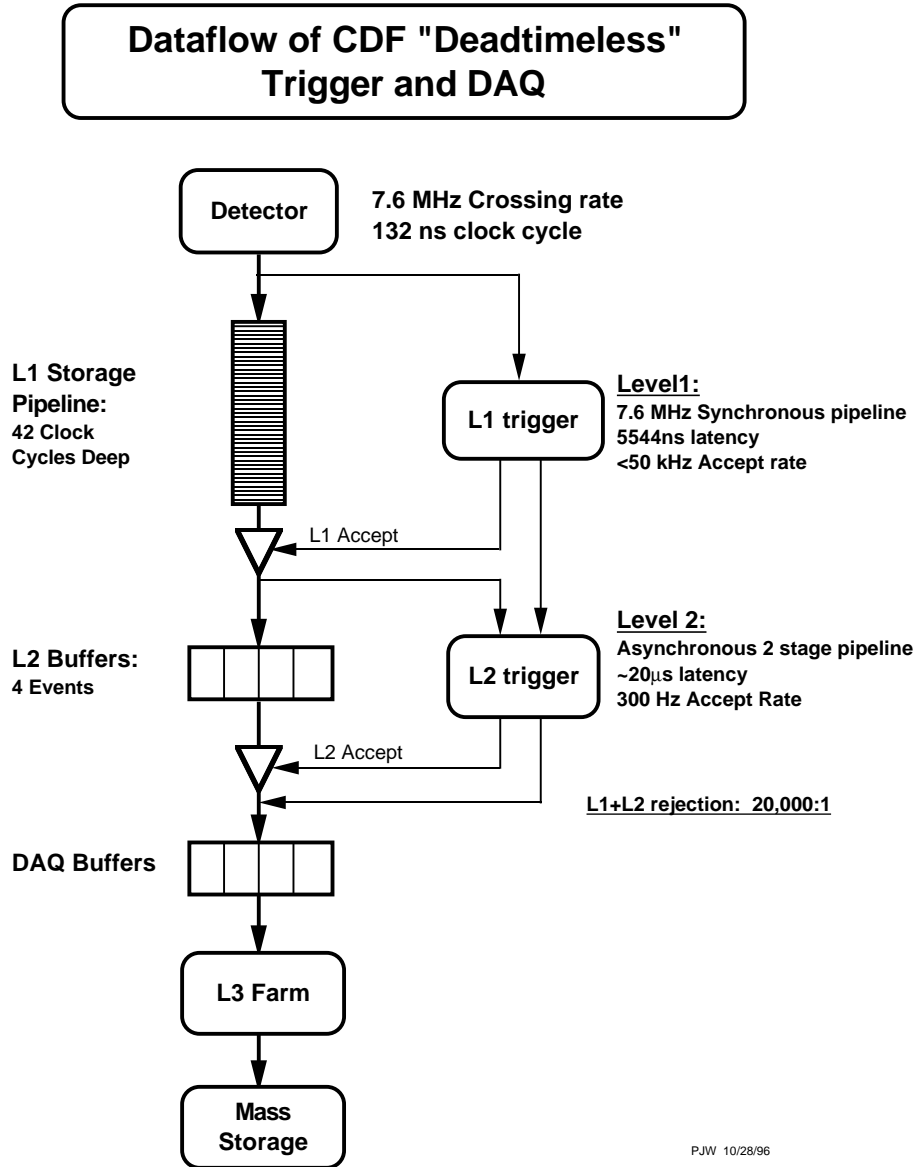 Dataflow of CDF "Deadtimeless"
Trigger and DAQ
Detector
7.6 MHz Crossing rate
132 ns clock cycle
L1 Storage
Pipeline:
42 Clock
Cycles Deep
L1 trigger
Level1:
7.6 MHz Synchronous pipeline
5544ns latency
<50 kHz Accept rate
L1 Accept
L2 Buffers:
4 Events
L2 trigger
Level 2:
Asynchronous 2 stage pipeline
~20μs latency
300 Hz Accept Rate
L2 Accept
L1+L2 rejection: 20,000:1
DAQ Buffers
L3 Farm
Mass
Storage
PJW 10/28/96